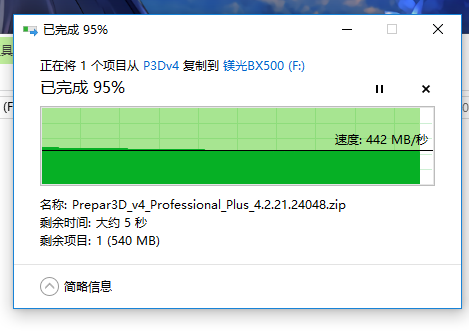 已完成 95%
具
正在将 1 个项目从 P3Dv4 复制到 镁光BX500 (F:)
已完成 95%
(F
速度: 442 MB/秒
名称: Prepar3D_v4_Professional_Plus_4.2.21.24048.zip
剩余时间: 大约 5 秒
剩余项目: 1 (540 MB)
简略信息